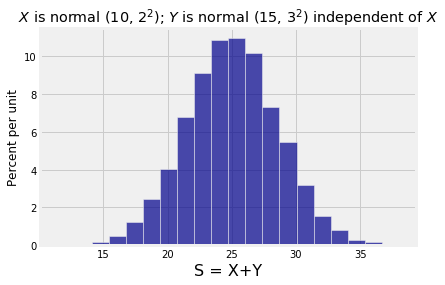 X is normal (10, 2²); Y is normal (15, 3²) independent of X
Percent per unit
10
8
6
4
2
0
15 20 25 30 35
S = X+Y